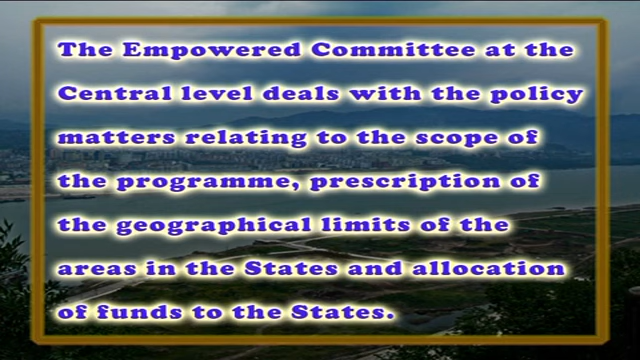 The Empowered Committee at the
Central level deals with the policy
matters relating to the scope of
the programme, prescription of
the geographical limits of the
areas in the States and allocation
of funds to the States.